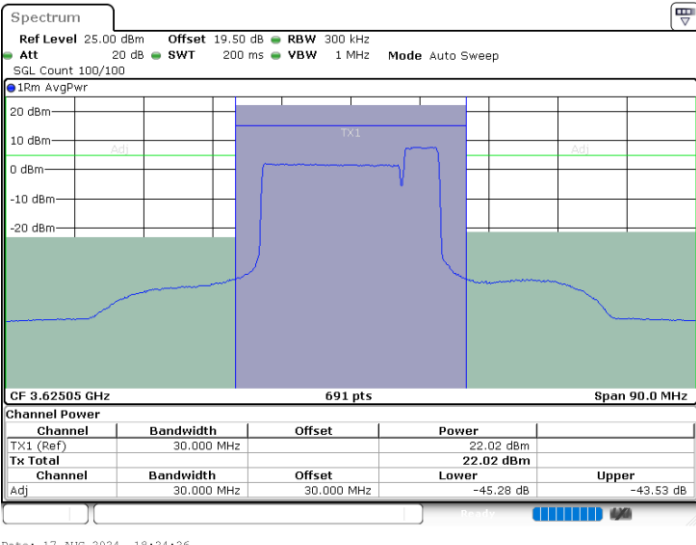 Spectrum
Ref Level 25.00 dBm Offset 19.50 dB RBW 300 kHz
Att 20 dB SWT 200 ms VBW 1 MHz Mode Auto Sweep
SGL Count 100/100
1Rm AvgPwr
20 dBm
TX1
10 dBm
Adj Adj
0 dBm
-10 dBm
-20 dBm
CF 3.62505 GHz 691 pts Span 90.0 MHz
Channel Power
Channel Bandwidth Offset Power
TX1 (Ref) 30.000 MHz 22.02 dBm
Tx Total 22.02 dBm
Channel Bandwidth Offset Lower Upper
Adj 30.000 MHz 30.000 MHz -45.28 dB -43.53 dB
Ready